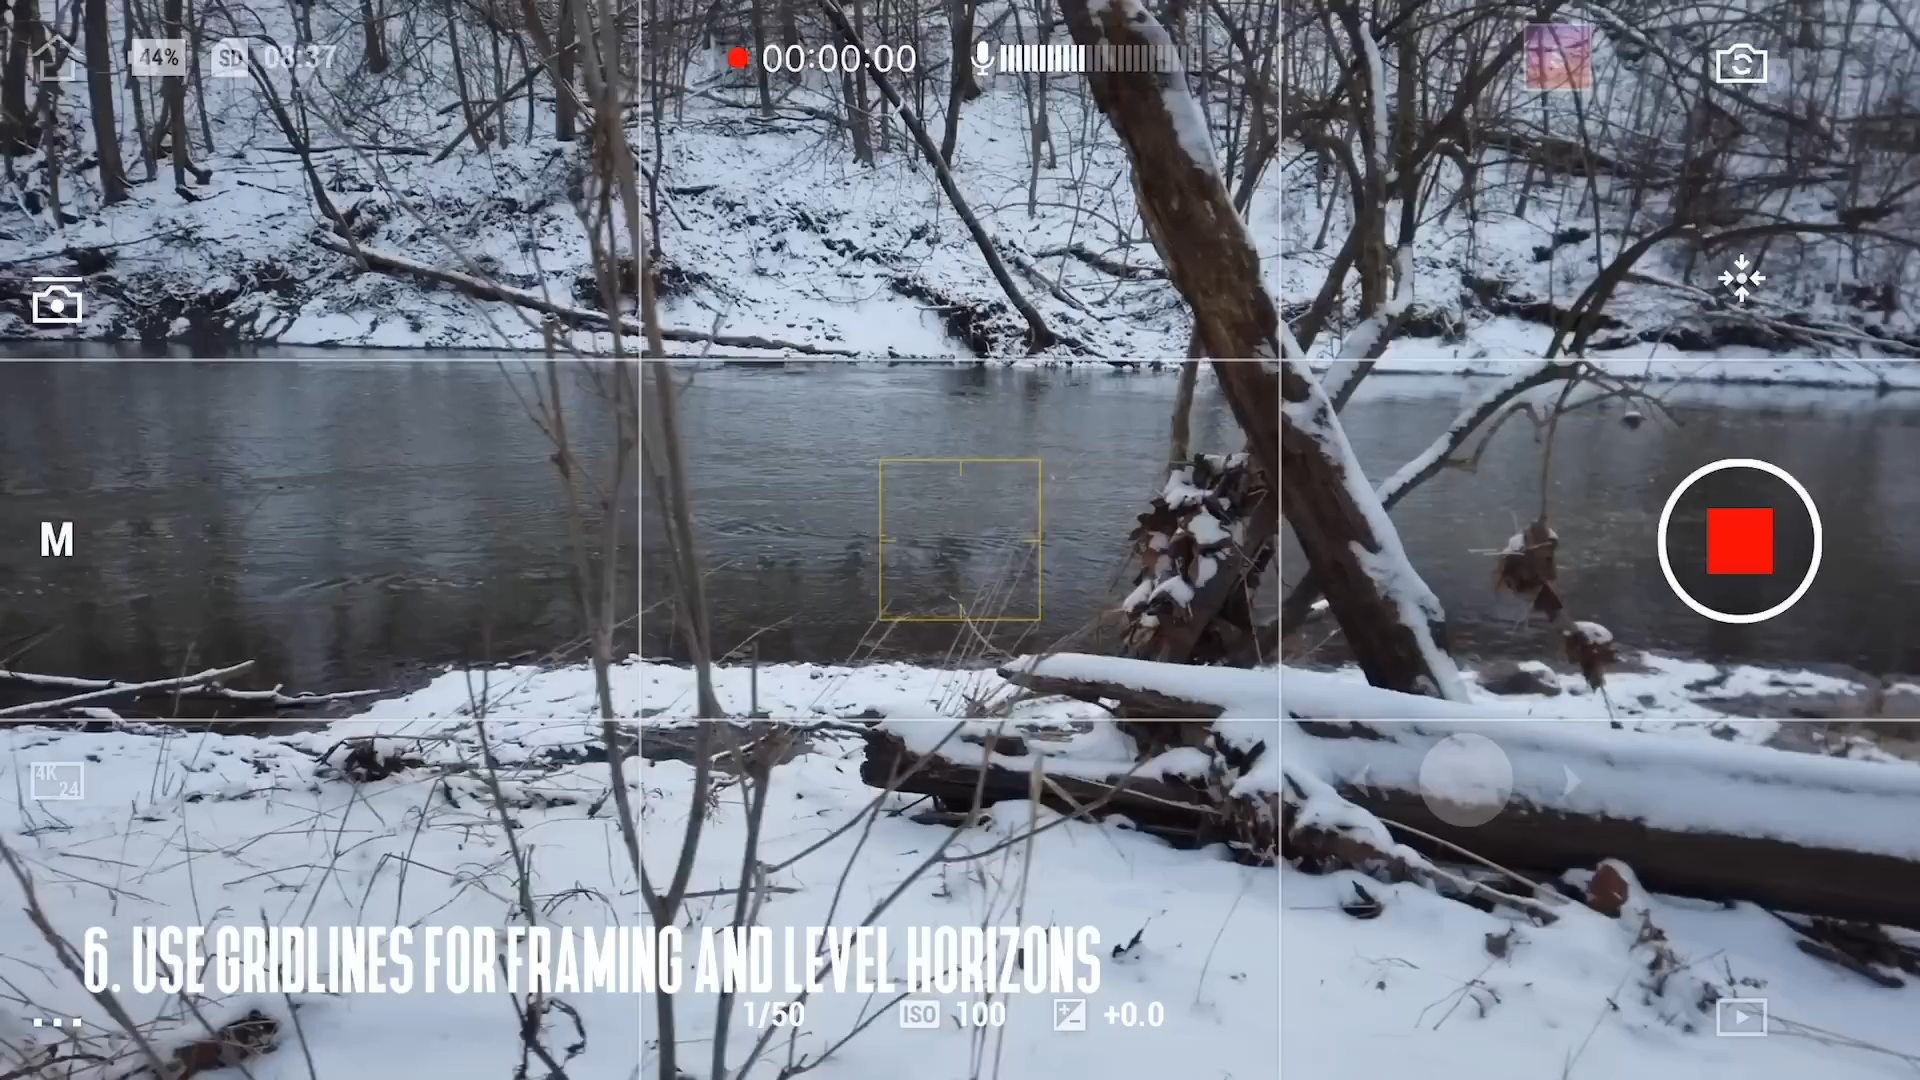 44% SD 08:37 00:00:00
M
4K
24
6. USE GRIDLINES FOR FRAMING AND LEVEL HORIZONS
1/50 ISO 100 +0.0